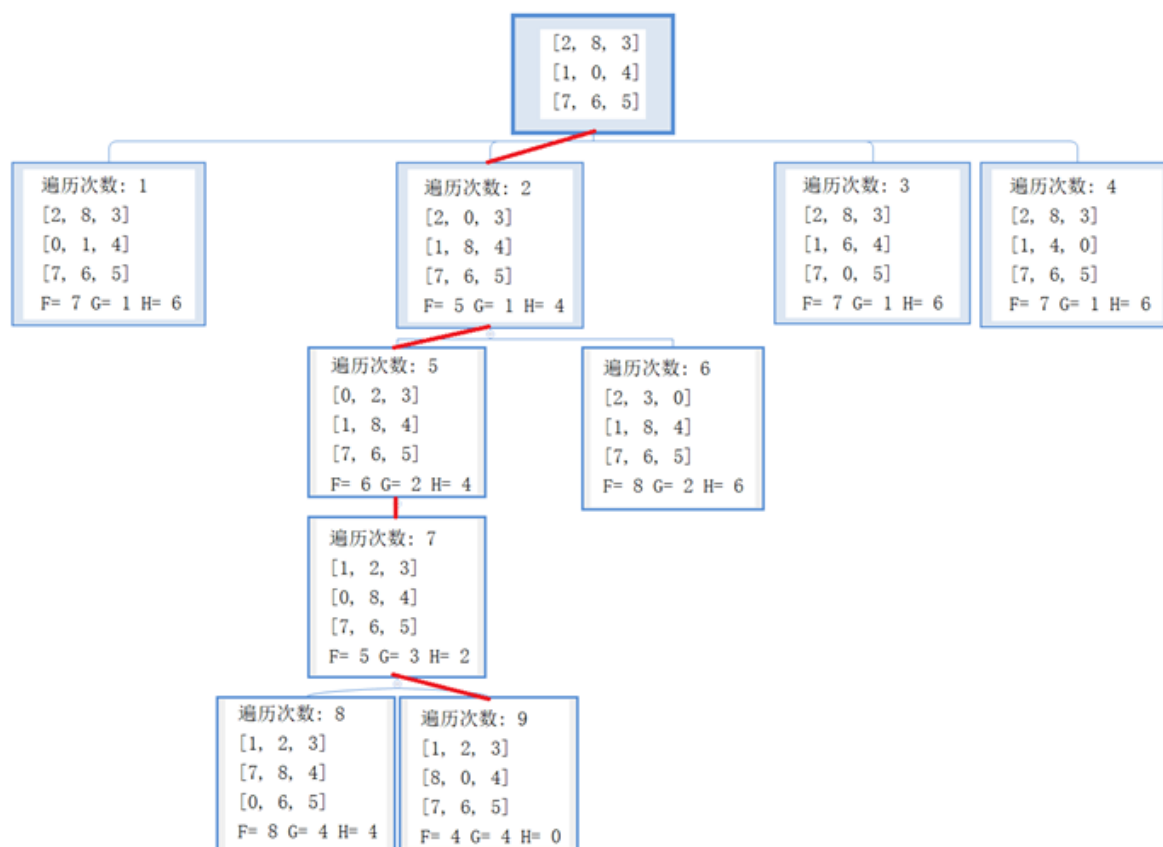 [2, 8, 3]
[1, 0, 4]
[7, 6, 5]
遍历次数: 1
[2, 8, 3]
[0, 1, 4]
[7, 6, 5]
F= 7 G= 1 H= 6
遍历次数: 2
[2, 0, 3]
[1, 8, 4]
[7, 6, 5]
F= 5 G= 1 H= 4
遍历次数: 3
[2, 8, 3]
[1, 6, 4]
[7, 0, 5]
F= 7 G= 1 H= 6
遍历次数: 4
[2, 8, 3]
[1, 4, 0]
[7, 6, 5]
F= 7 G= 1 H= 6
遍历次数: 5
[0, 2, 3]
[1, 8, 4]
[7, 6, 5]
F= 6 G= 2 H= 4
遍历次数: 6
[2, 3, 0]
[1, 8, 4]
[7, 6, 5]
F= 8 G= 2 H= 6
遍历次数: 7
[1, 2, 3]
[0, 8, 4]
[7, 6, 5]
F= 5 G= 3 H= 2
遍历次数: 8
[1, 2, 3]
[7, 8, 4]
[0, 6, 5]
F= 8 G= 4 H= 4
遍历次数: 9
[1, 2, 3]
[8, 0, 4]
[7, 6, 5]
F= 4 G= 4 H= 0